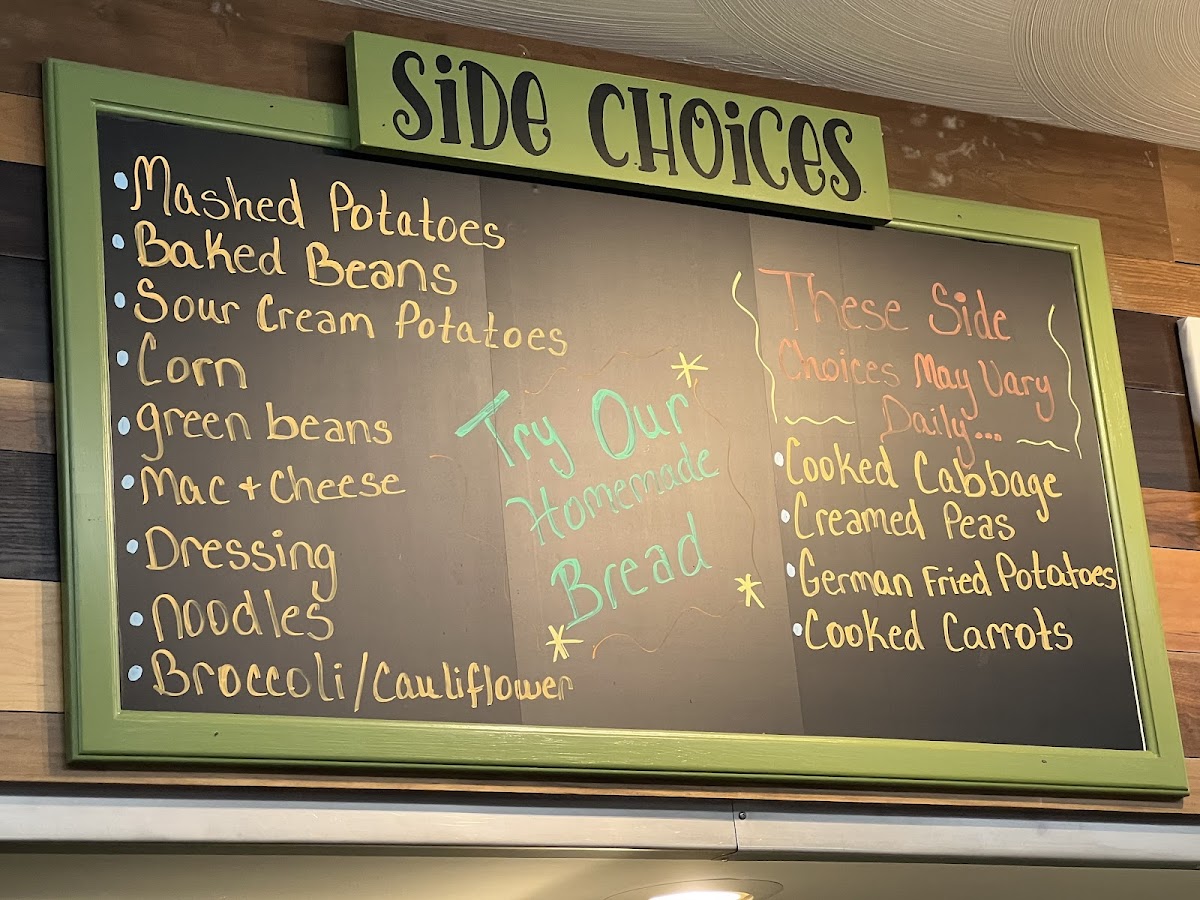 SiDe CHOiCeS
• Mashed Potatoes
• Baked Beans
• Sour Cream Potatoes
• Corn
• green beans
• Mac + Cheese
• Dressing
• Noodles
• Broccoli/Cauliflower
Try Our
Homemade
Bread
These Side
Choices May Vary
Daily...
• Cooked Cabbage
• Creamed Peas
• German Fried Potatoes
• Cooked Carrots